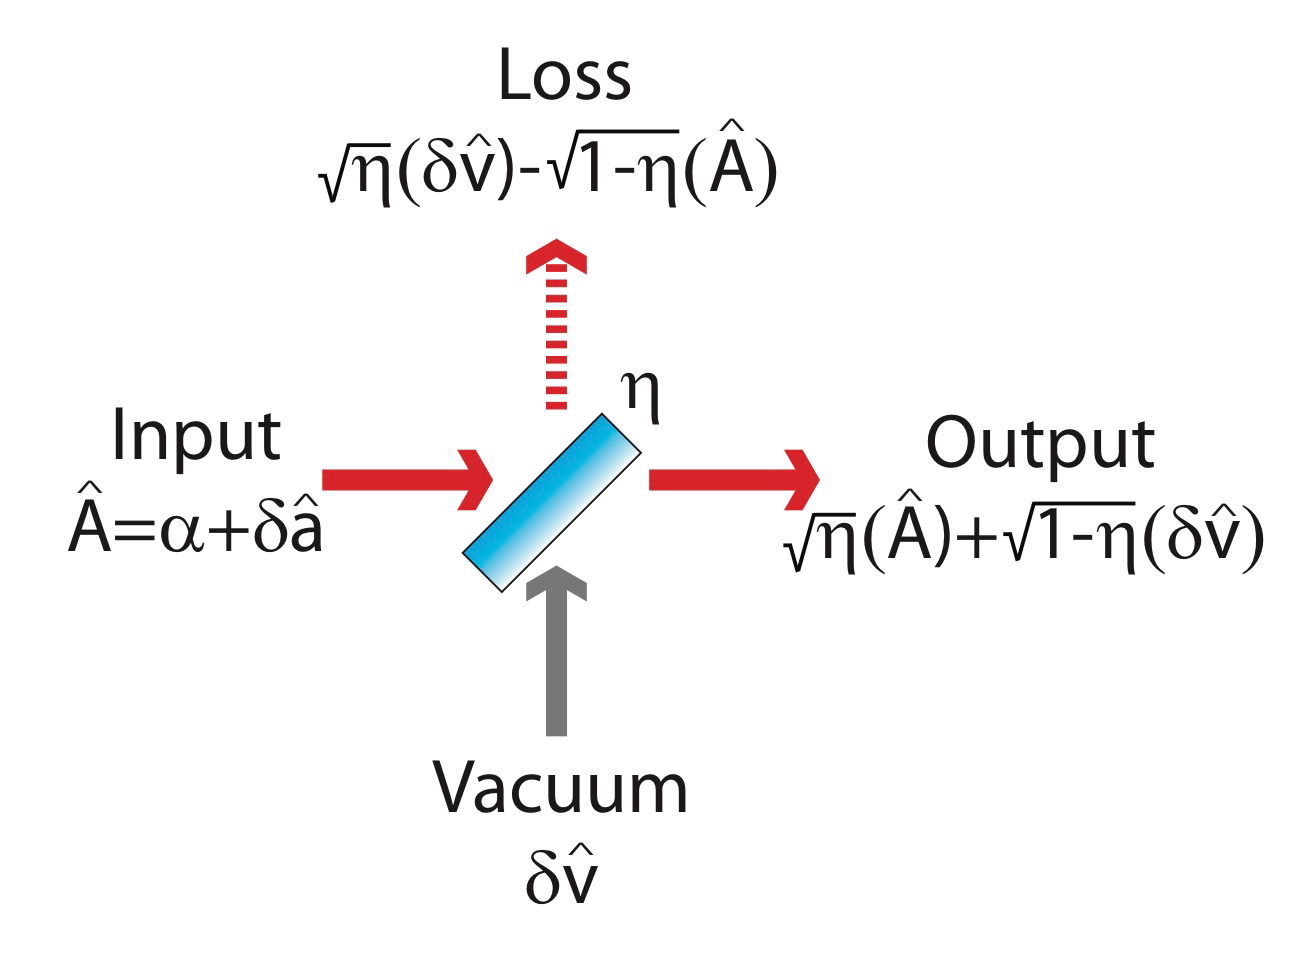 Loss
√η(δv̂)-√1-η(Â)
η
Input
Â=α+δâ
Output
√η(Â)+√1-η(δv̂)
Vacuum
δv̂